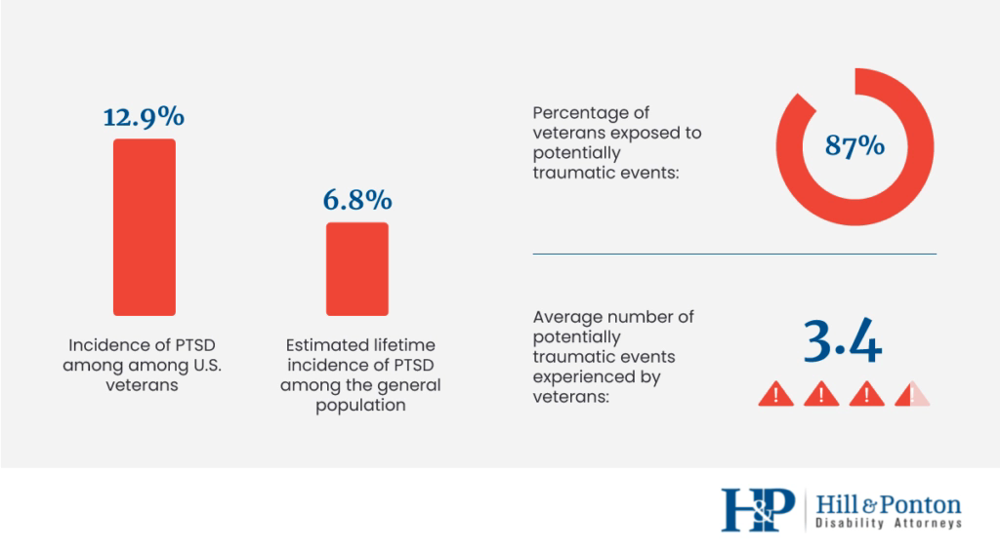 12.9%
Incidence of PTSD
among among U.S.
veterans
6.8%
Estimated lifetime
incidence of PTSD
among the general
population
Percentage of
veterans exposed to
potentially
traumatic events:
87%
Average number of
potentially
traumatic events
experienced by
veterans:
3.4
! ! ! !
H&P
Hill & Ponton
Disability Attorneys